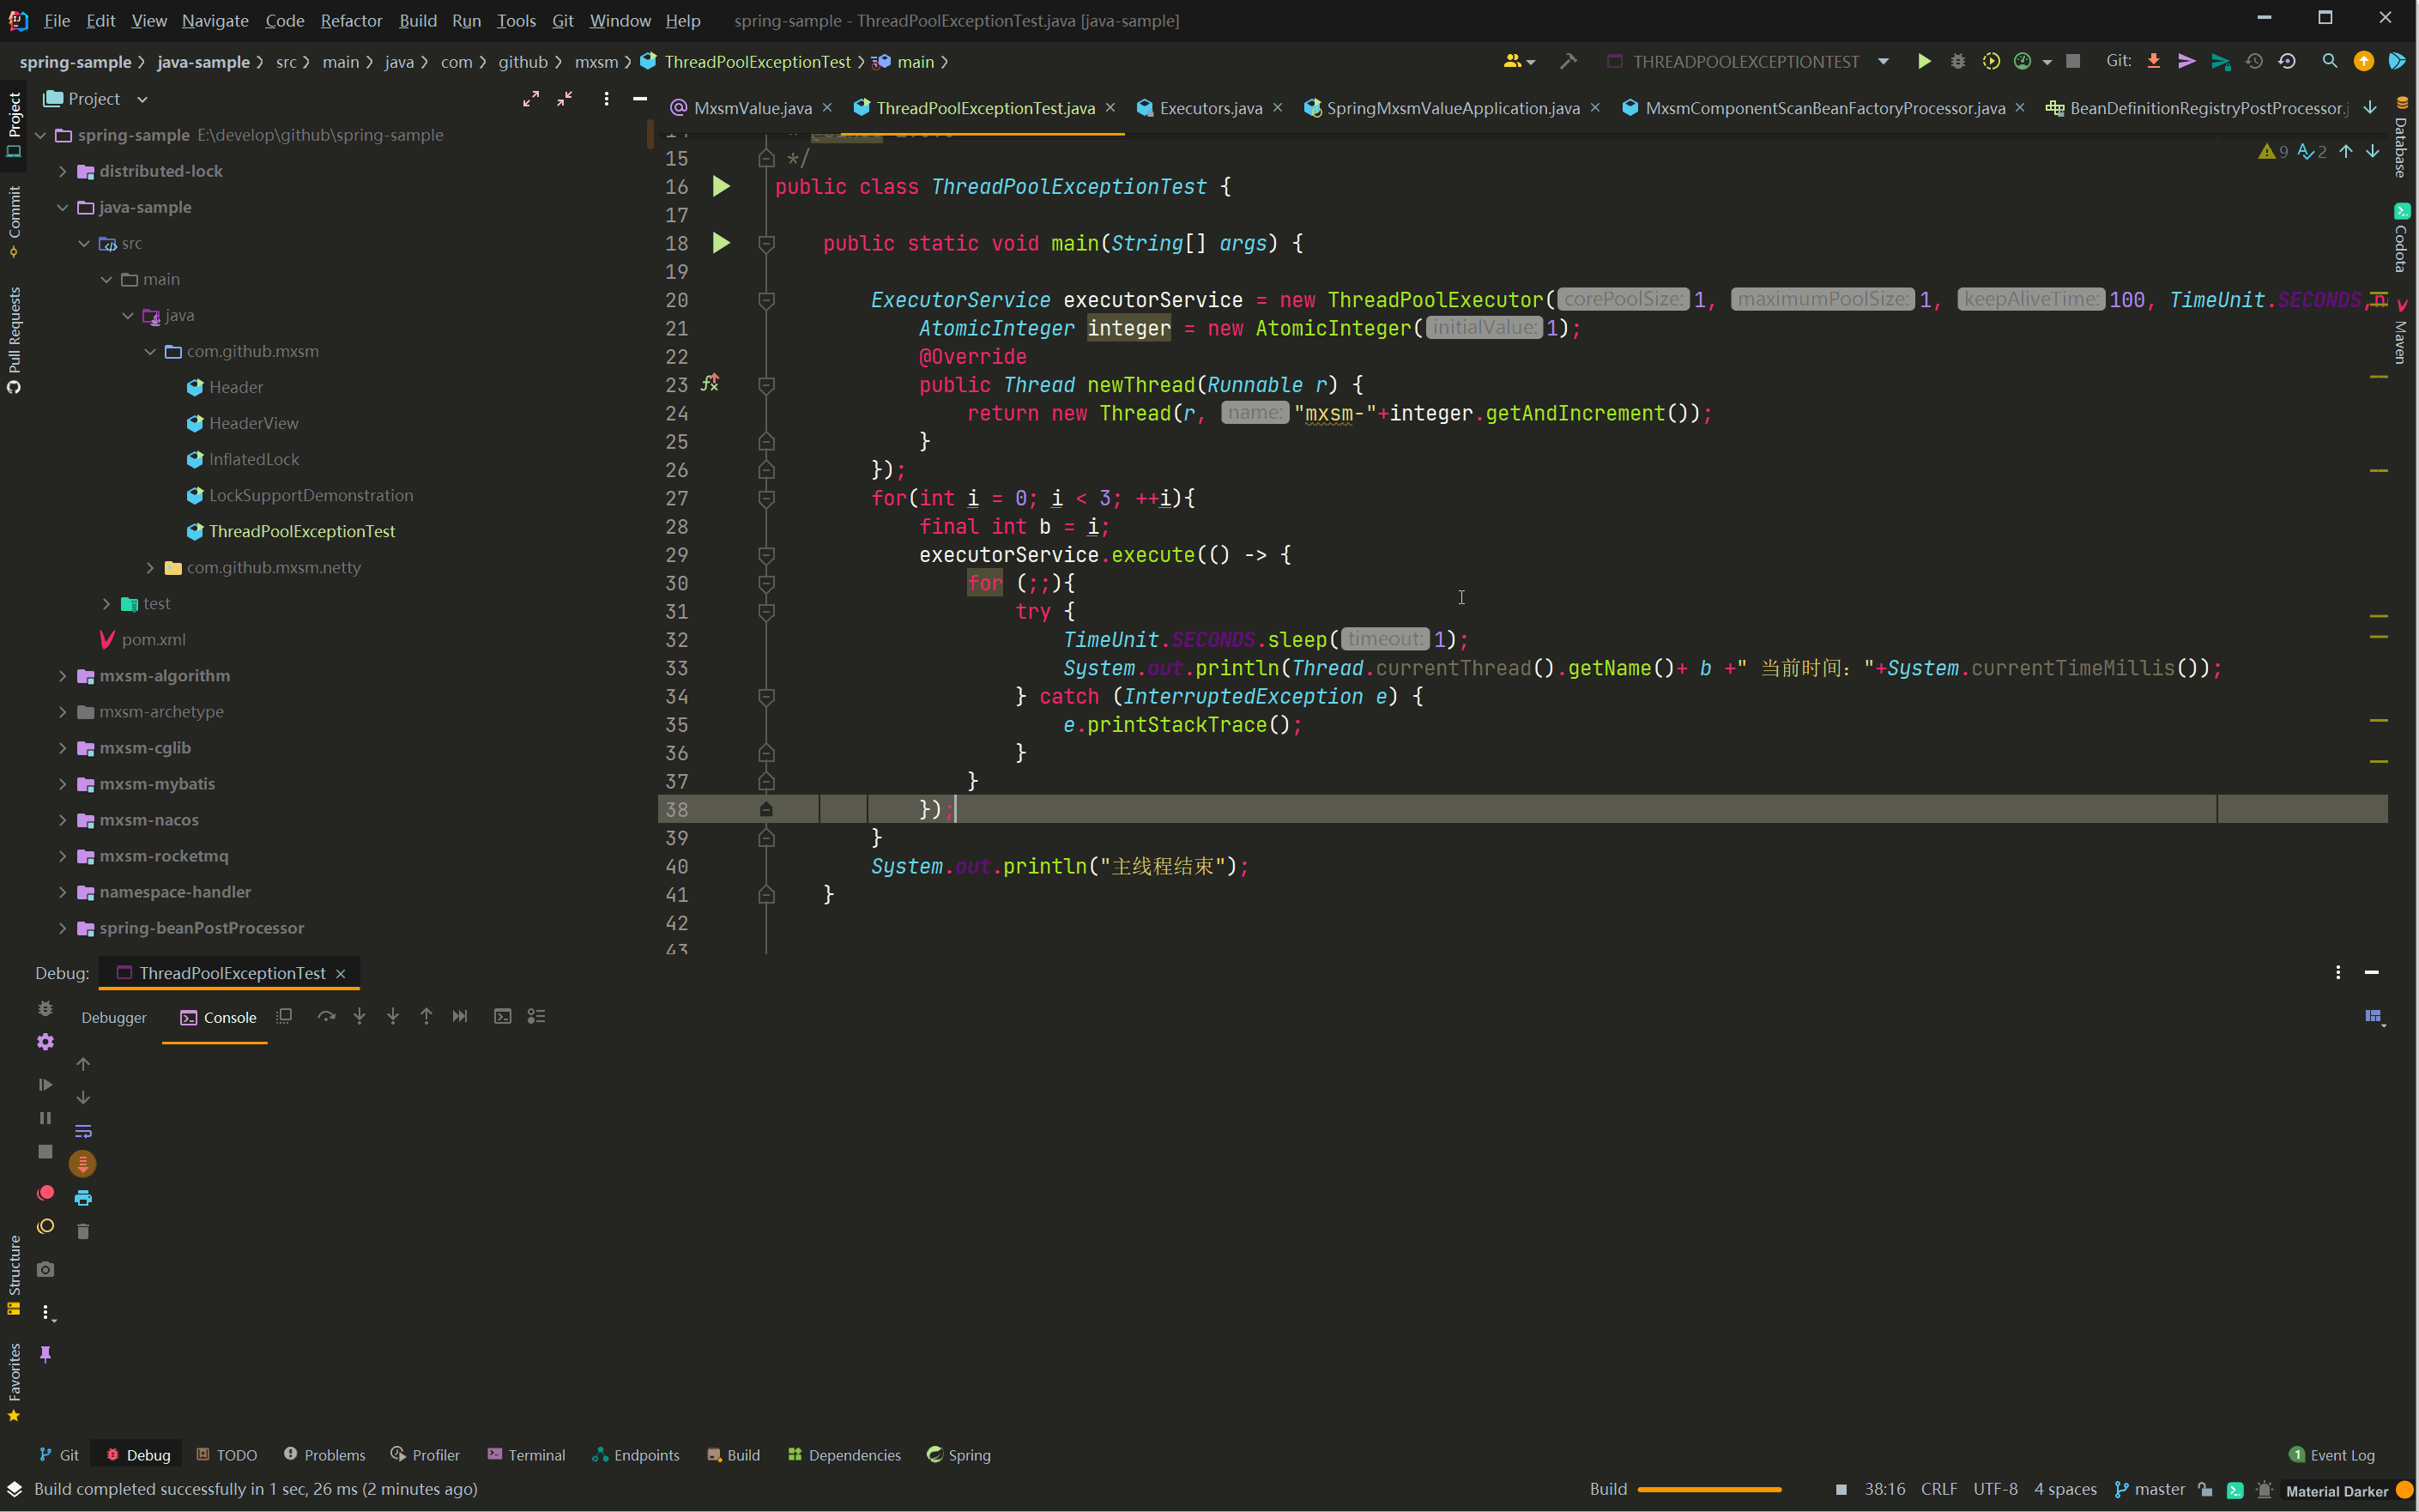 File Edit View Navigate Code Refactor Build Run Tools Git Window Help spring-sample - ThreadPoolExceptionTest.java [java-sample]
spring-sample java-sample src main java com github mxsm ThreadPoolExceptionTest main THREADPOOLEXCEPTIONTEST Git:
Project
MxsmValue.java ThreadPoolExceptionTest.java Executors.java SpringMxsmValueApplication.java MxsmComponentScanBeanFactoryProcessor.java BeanDefinitionRegistryPostProcessor.j
Project
Commit
Pull Requests
Structure
Favorites
Database
Codota
Maven
spring-sample E:\develop\github\spring-sample
distributed-lock
java-sample
src
main
java
com.github.mxsm
Header
HeaderView
InflatedLock
LockSupportDemonstration
ThreadPoolExceptionTest
com.github.mxsm.netty
test
pom.xml
mxsm-algorithm
mxsm-archetype
mxsm-cglib
mxsm-mybatis
mxsm-nacos
mxsm-rocketmq
namespace-handler
spring-beanPostProcessor
9 2
15 */
16 public class ThreadPoolExceptionTest {
17
18 public static void main(String[] args) {
19
20 ExecutorService executorService = new ThreadPoolExecutor( corePoolSize: 1, maximumPoolSize: 1, keepAliveTime: 100, TimeUnit.SECONDS,n
21 AtomicInteger integer = new AtomicInteger( initialValue: 1);
22 @Override
23 public Thread newThread(Runnable r) {
24 return new Thread(r, name: "mxsm-"+integer.getAndIncrement());
25 }
26 });
27 for(int i = 0; i < 3; ++i){
28 final int b = i;
29 executorService.execute(() -> {
30 for (;;){
31 try {
32 TimeUnit.SECONDS.sleep( timeout: 1);
33 System.out.println(Thread.currentThread().getName()+ b +" 当前时间: "+System.currentTimeMillis());
34 } catch (InterruptedException e) {
35 e.printStackTrace();
36 }
37 }
38 });
39 }
40 System.out.println("主线程结束");
41 }
42
43
Debug: ThreadPoolExceptionTest
Debugger Console
Git Debug TODO Problems Profiler Terminal Endpoints Build Dependencies Spring 1 Event Log
Build completed successfully in 1 sec, 26 ms (2 minutes ago) Build 38:16 CRLF UTF-8 4 spaces master Material Darker